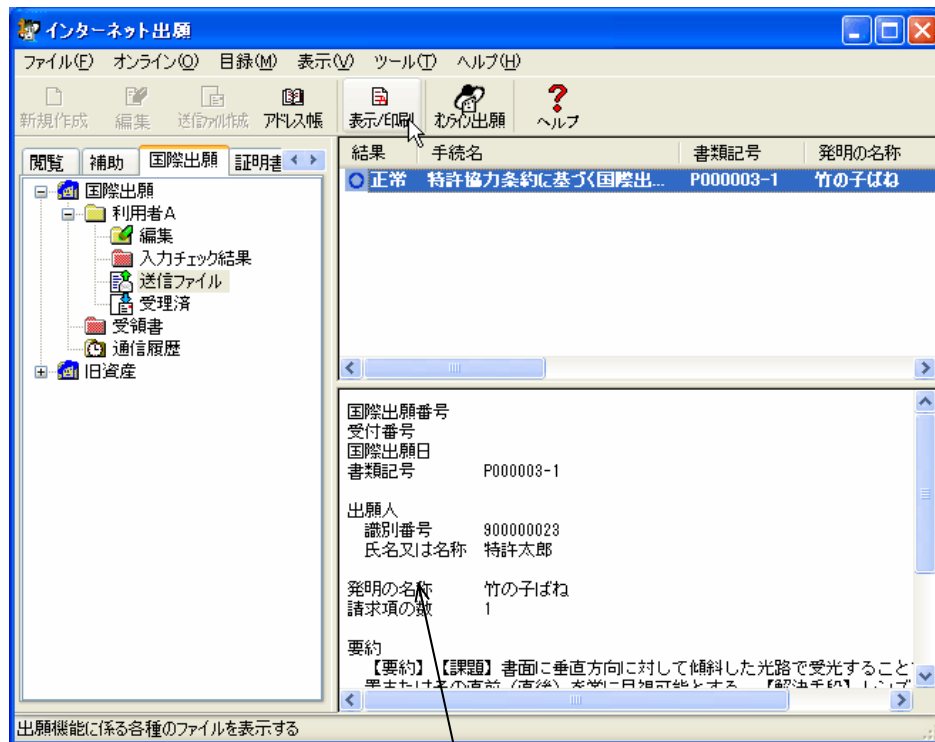 インターネット出願
ファイル(F) オンライン(O) 目録(M) 表示(V) ツール(T) ヘルプ(H)
新規作成 編集 送信ファイル作成 アドレス帳 表示/印刷 オンライン出願 ヘルプ
閲覧 補助 国際出願 証明書
国際出願
利用者A
編集
入力チェック結果
送信ファイル
受理済
受領書
通信履歴
旧資産
結果 手続名 書類記号 発明の名称
正常 特許協力条約に基づく国際出... P000003-1 竹の子ばね
国際出願番号
受付番号
国際出願日
書類記号 P000003-1
出願人
識別番号 900000023
氏名又は名称 特許太郎
発明の名称 竹の子ばね
請求項の数 1
要約
【要約】【課題】書面に垂直方向に対して傾斜した光路で受光すること
出願機能に係る各種のファイルを表示する